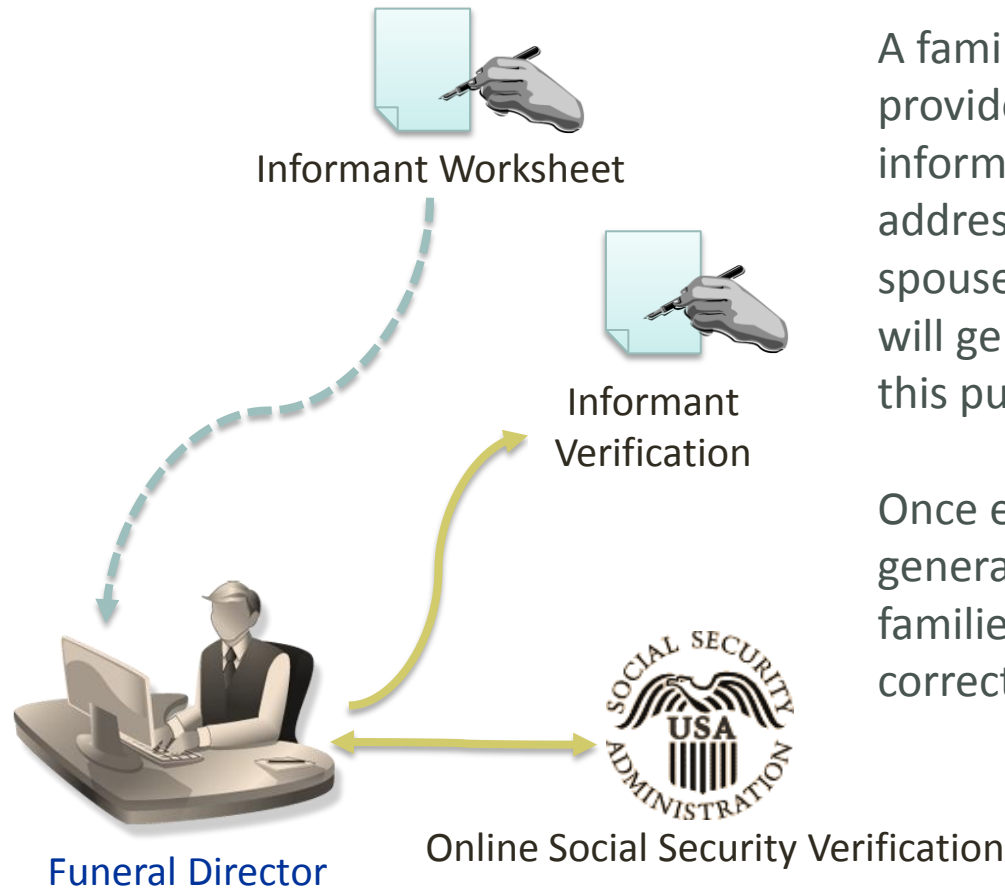 Informant Worksheet
Informant
Verification
SOCIAL SECURITY
USA
ADMINISTRATION
Online Social Security Verification
Funeral Director
A fami
provide
inform
addres
spouse
will ge
this pu
Once e
genera
familie
correct